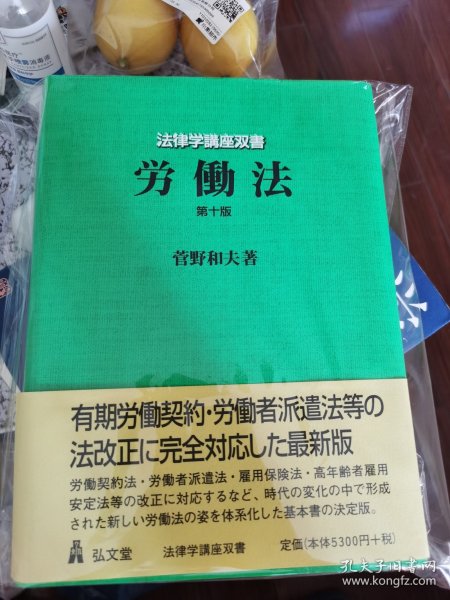 法律学講座双書
労働法
第十版
菅野和夫著
有期労働契約・労働者派遣法等の
法改正に完全対応した最新版
労働契約法・労働者派遣法・雇用保険法・高年齢者雇用
安定法等の改正に対応するなど、時代の変化の中で形成
された新しい労働法の姿を体系化した基本書の決定版。
弘文堂
法律学講座双書
定価(本体5300円+税)
孔夫子旧书网
www.kongfz.com